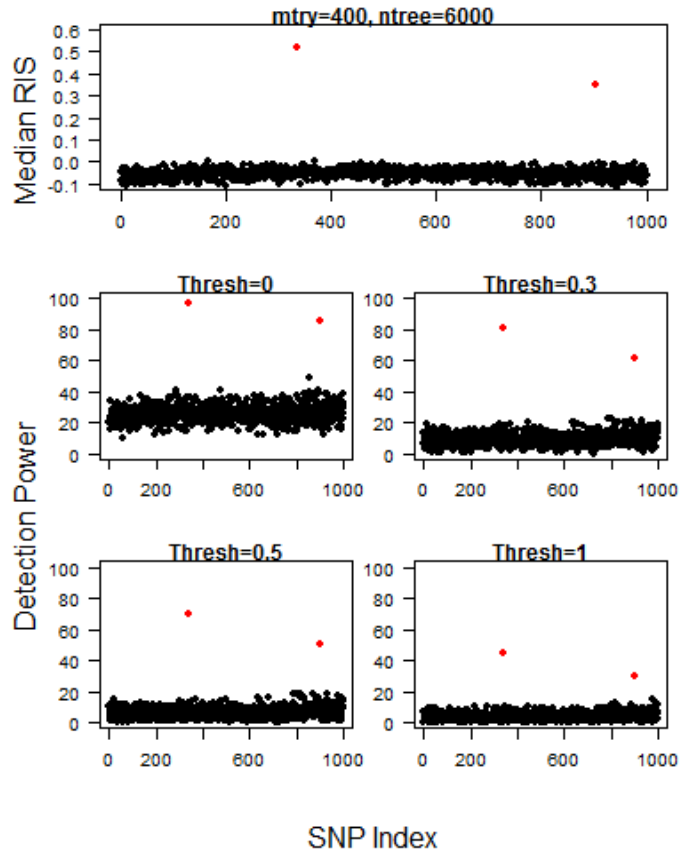 mtry=400, ntree=6000
Median RIS
0.6
0.5
0.4
0.3
0.2
0.1
0.0
-0.1
0 200 400 600 800 1000
Detection Power
Thresh=0
100
80
60
40
20
0
0 200 600 1000
Thresh=0.3
100
80
60
40
20
0
0 200 600 1000
Thresh=0.5
100
80
60
40
20
0
0 200 600 1000
Thresh=1
100
80
60
40
20
0
0 200 600 1000
SNP Index